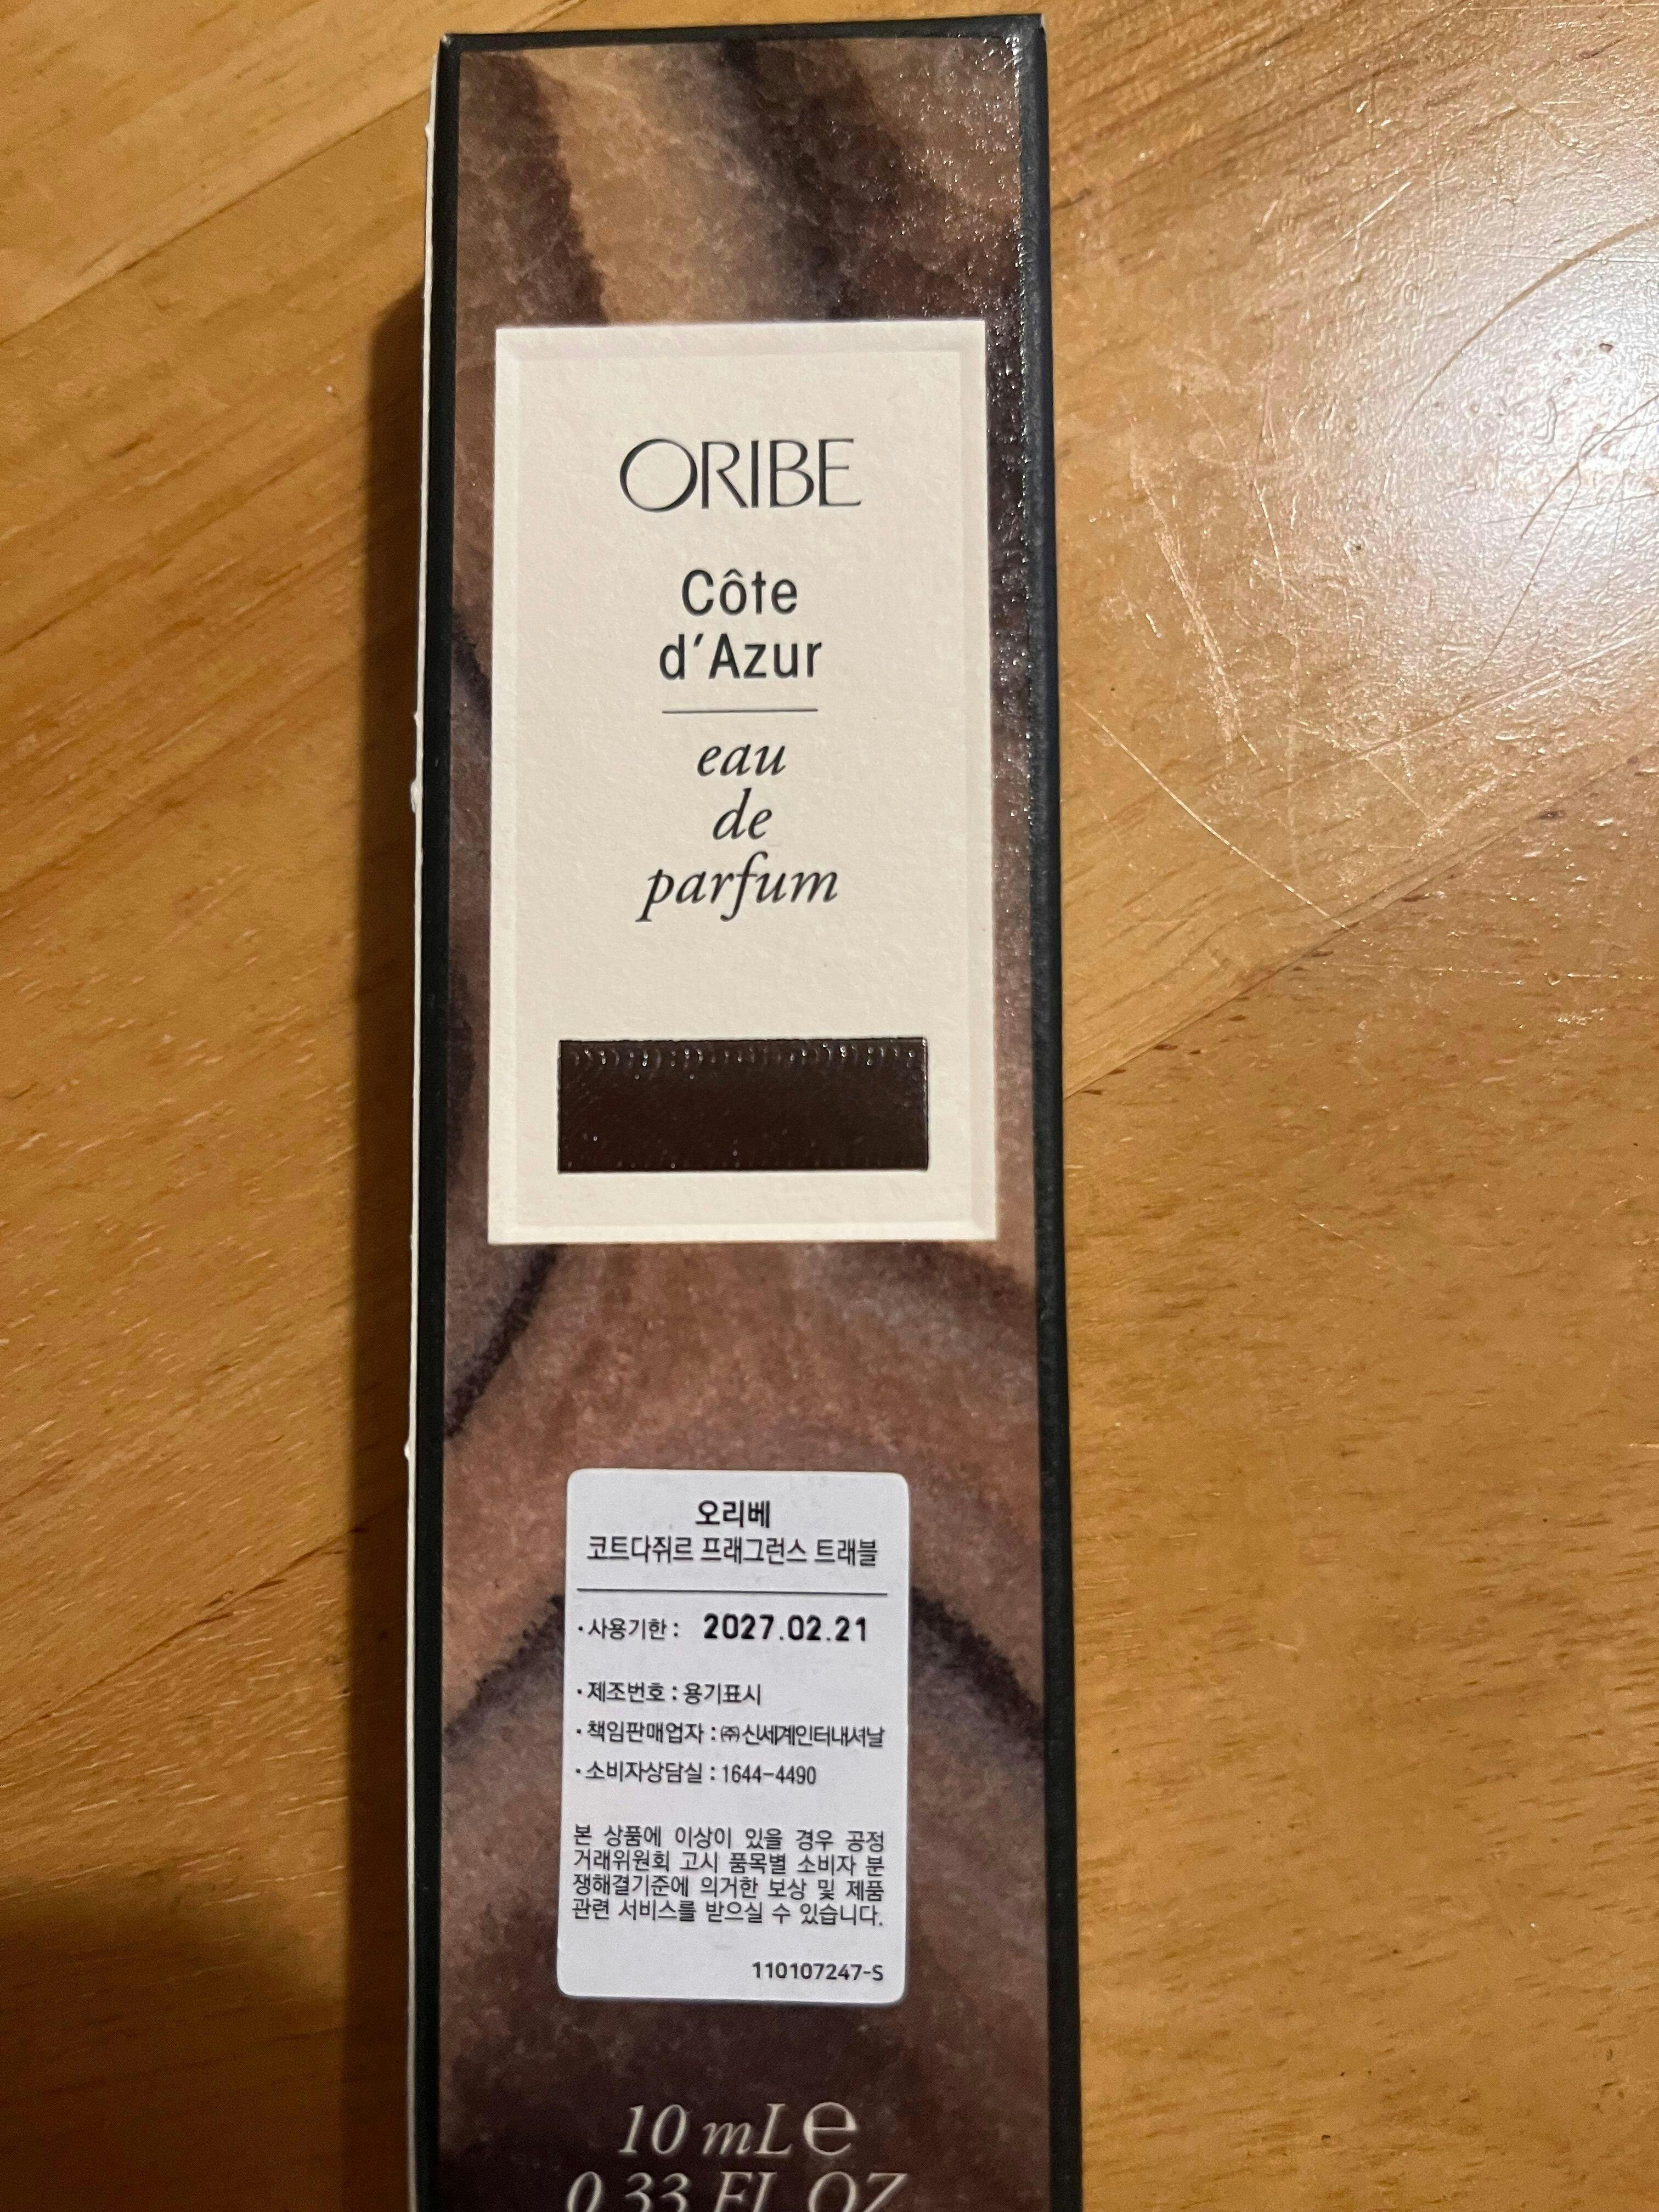 ORIBE
Côte
d'Azur
eau
de
parfum
오리베
코트다쥐르 프래그런스 트래블
·사용기한 : 2027.02.21
·제조번호 : 용기표시
·책임판매업자 : ㈜신세계인터내셔날
·소비자상담실 : 1644-4490
본 상품에 이상이 있을 경우 공정
거래위원회 고시 품목별 소비자 분
쟁해결기준에 의거한 보상 및 제품
관련 서비스를 받으실 수 있습니다.
110107247-S
10 mL ℮
0.33 FL OZ